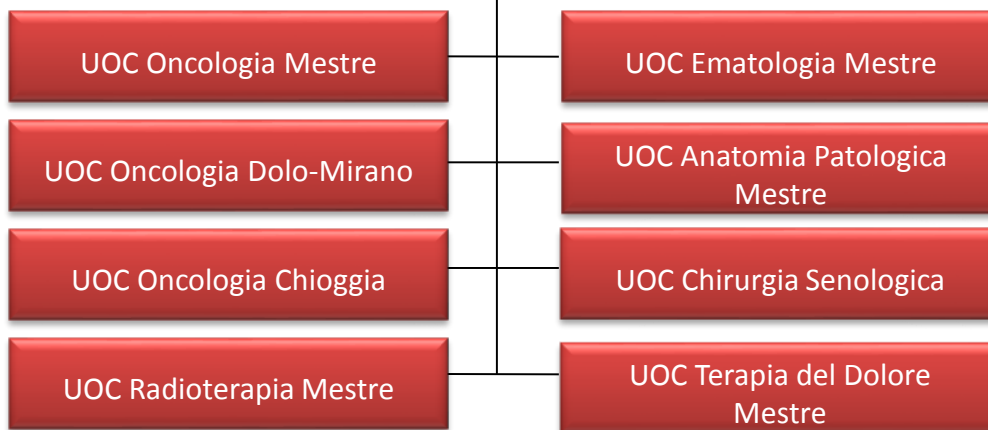 UOC Oncologia Mestre
UOC Ematologia Mestre
UOC Oncologia Dolo-Mirano
UOC Anatomia Patologica
Mestre
UOC Oncologia Chioggia
UOC Chirurgia Senologica
UOC Radioterapia Mestre
UOC Terapia del Dolore
Mestre